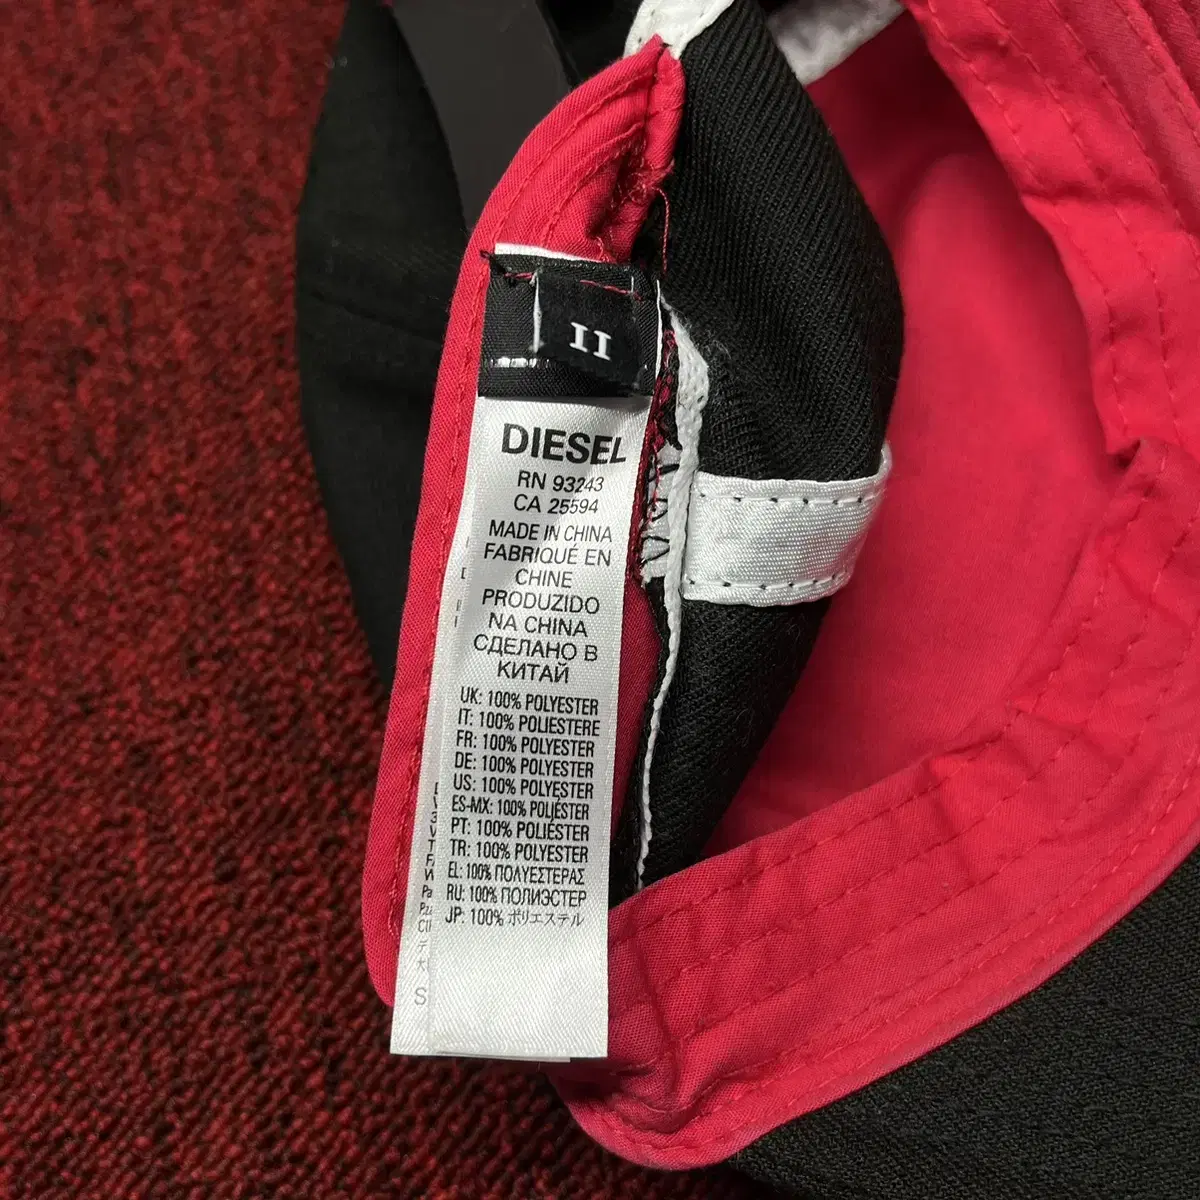 II
DIESEL
RN 93243
CA 25594
MADE IN CHINA
FABRIQUÉ EN
CHINE
PRODUZIDO
NA CHINA
СДЕЛАНО В
КИТАЙ
UK: 100% POLYESTER
IT: 100% POLIESTERE
FR: 100% POLYESTER
DE: 100% POLYESTER
US: 100% POLYESTER
ES-MX: 100% POLIÉSTER
PT: 100% POLIÉSTER
TR: 100% POLYESTER
EL: 100% ΠΟΛΥΕΣΤΕΡΑΣ
RU: 100% ПОЛИЭСТЕР
JP: 100% ポリエステル